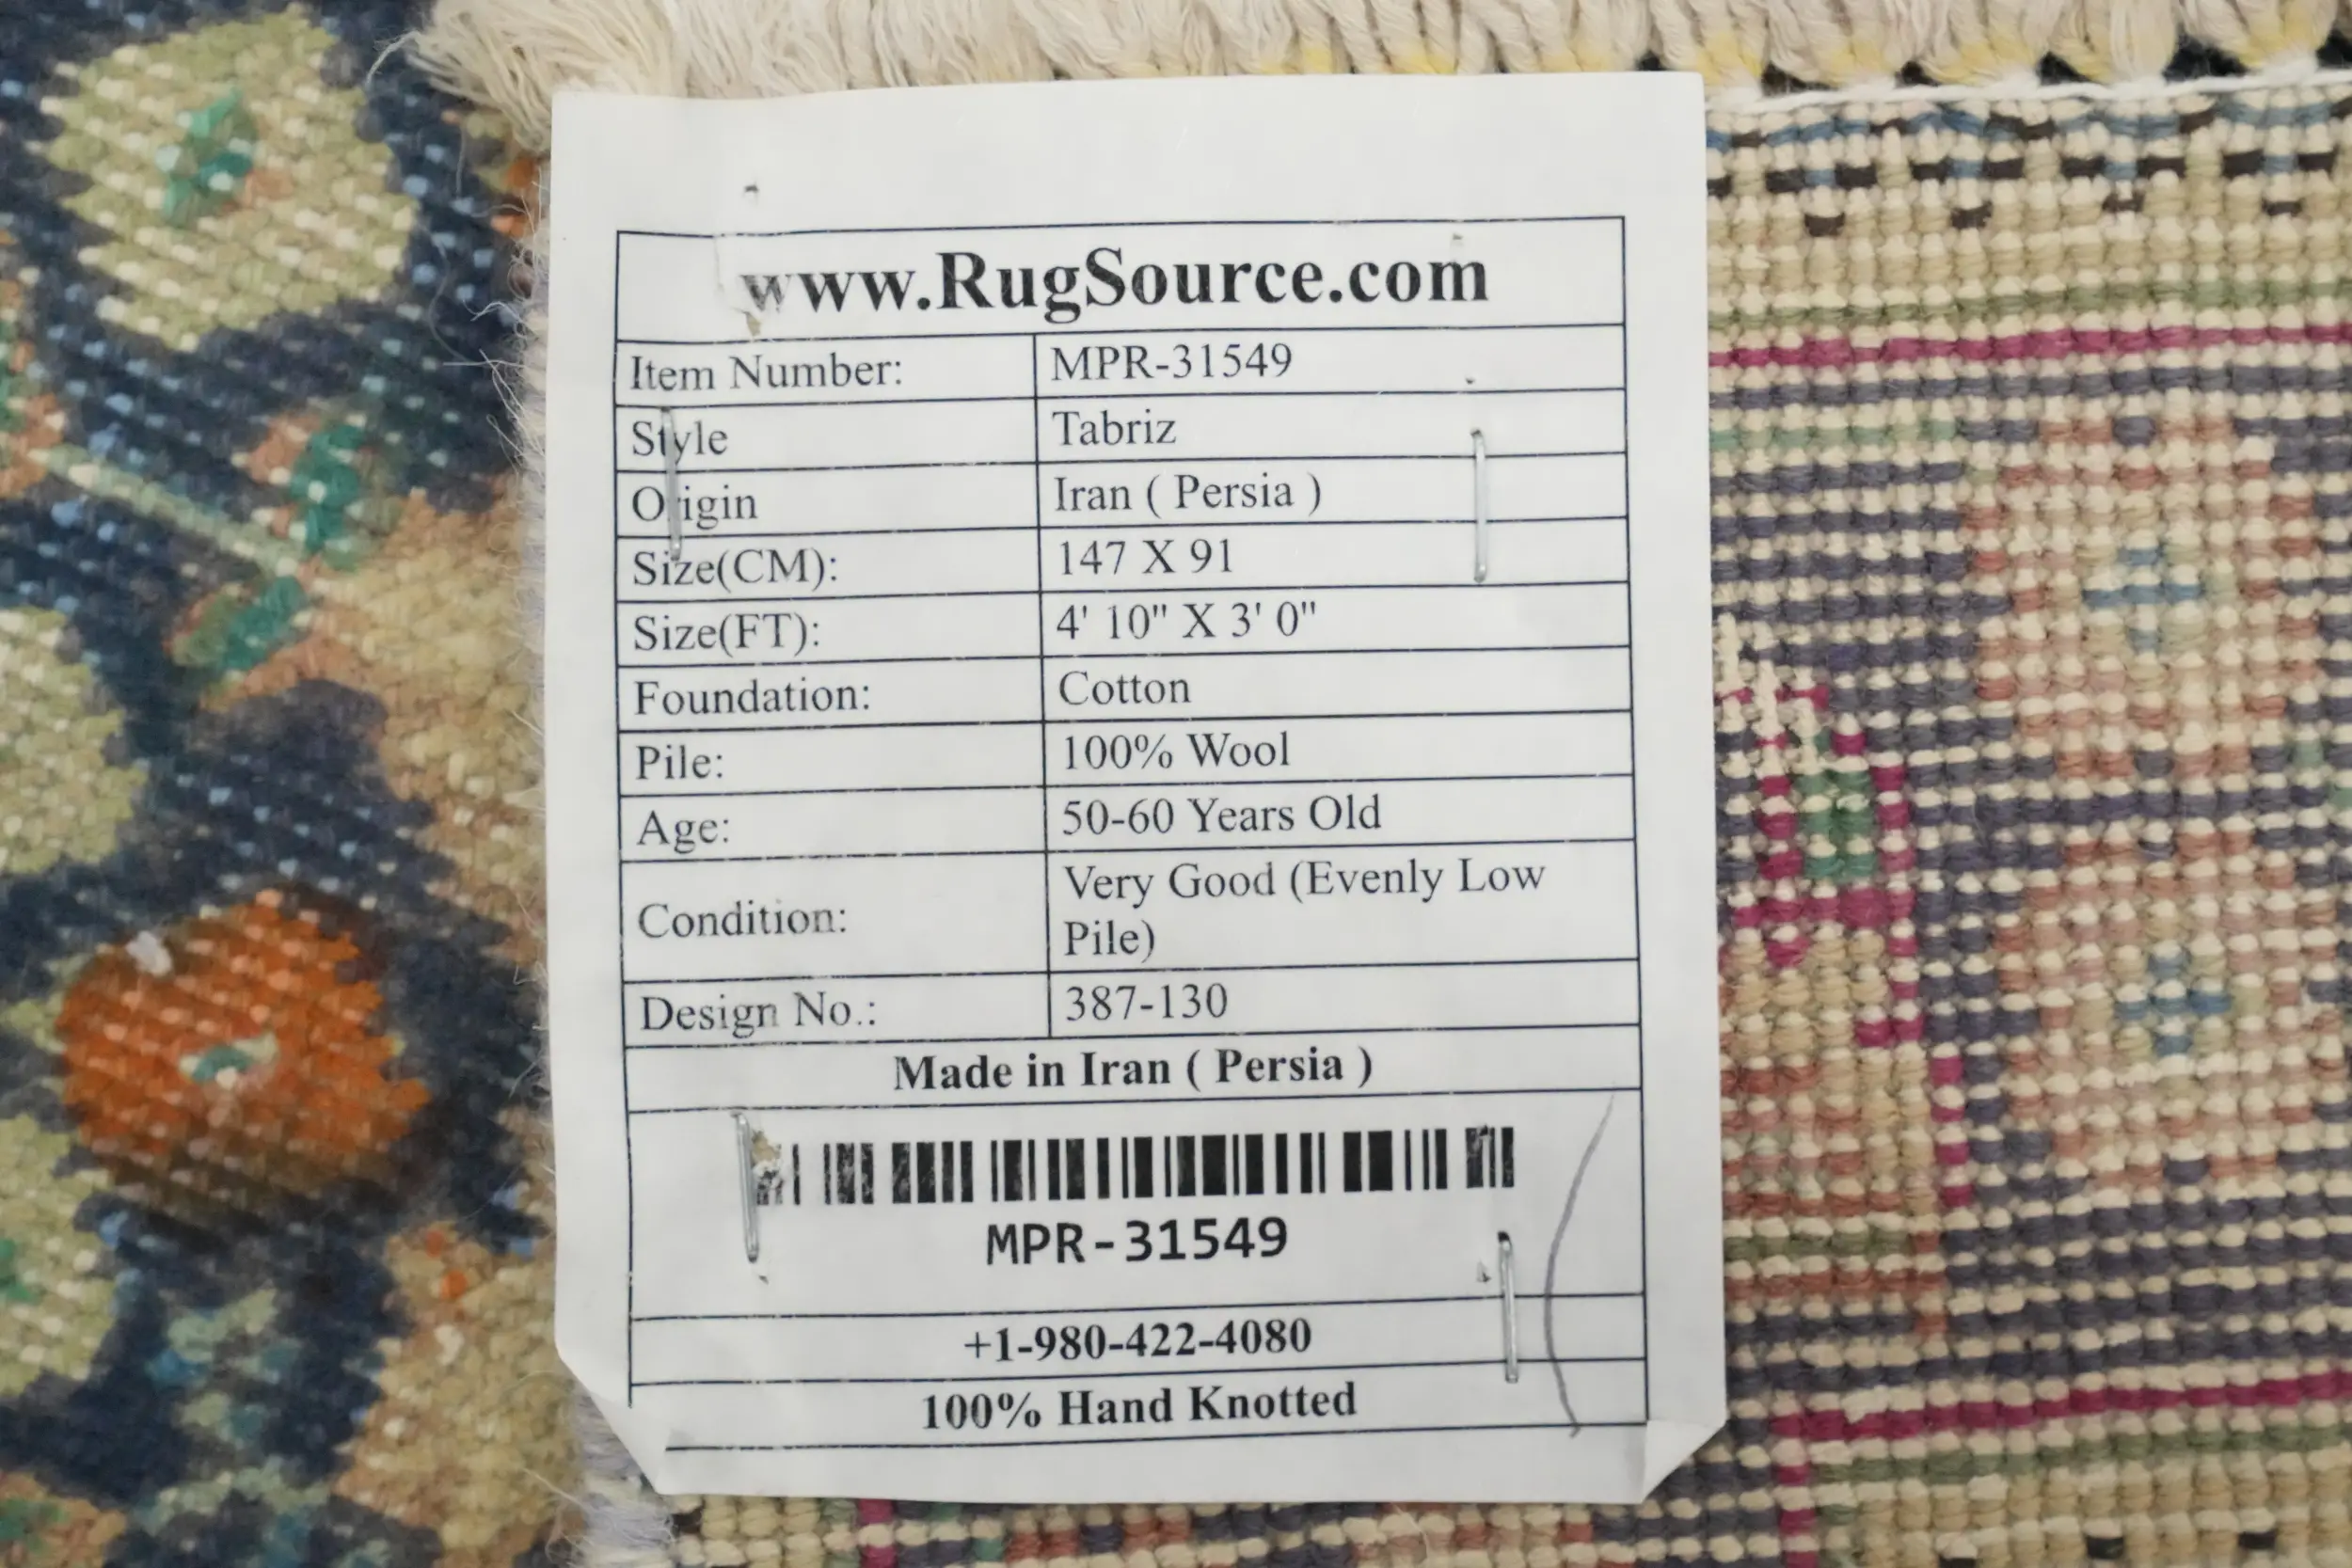 www.RugSource.com
Item Number: MPR-31549
Style Tabriz
Origin Iran ( Persia )
Size(CM): 147 X 91
Size(FT): 4' 10" X 3' 0"
Foundation: Cotton
Pile: 100% Wool
Age: 50-60 Years Old
Condition: Very Good (Evenly Low
Pile)
Design No.: 387-130
Made in Iran ( Persia )
MPR-31549
+1-980-422-4080
100% Hand Knotted